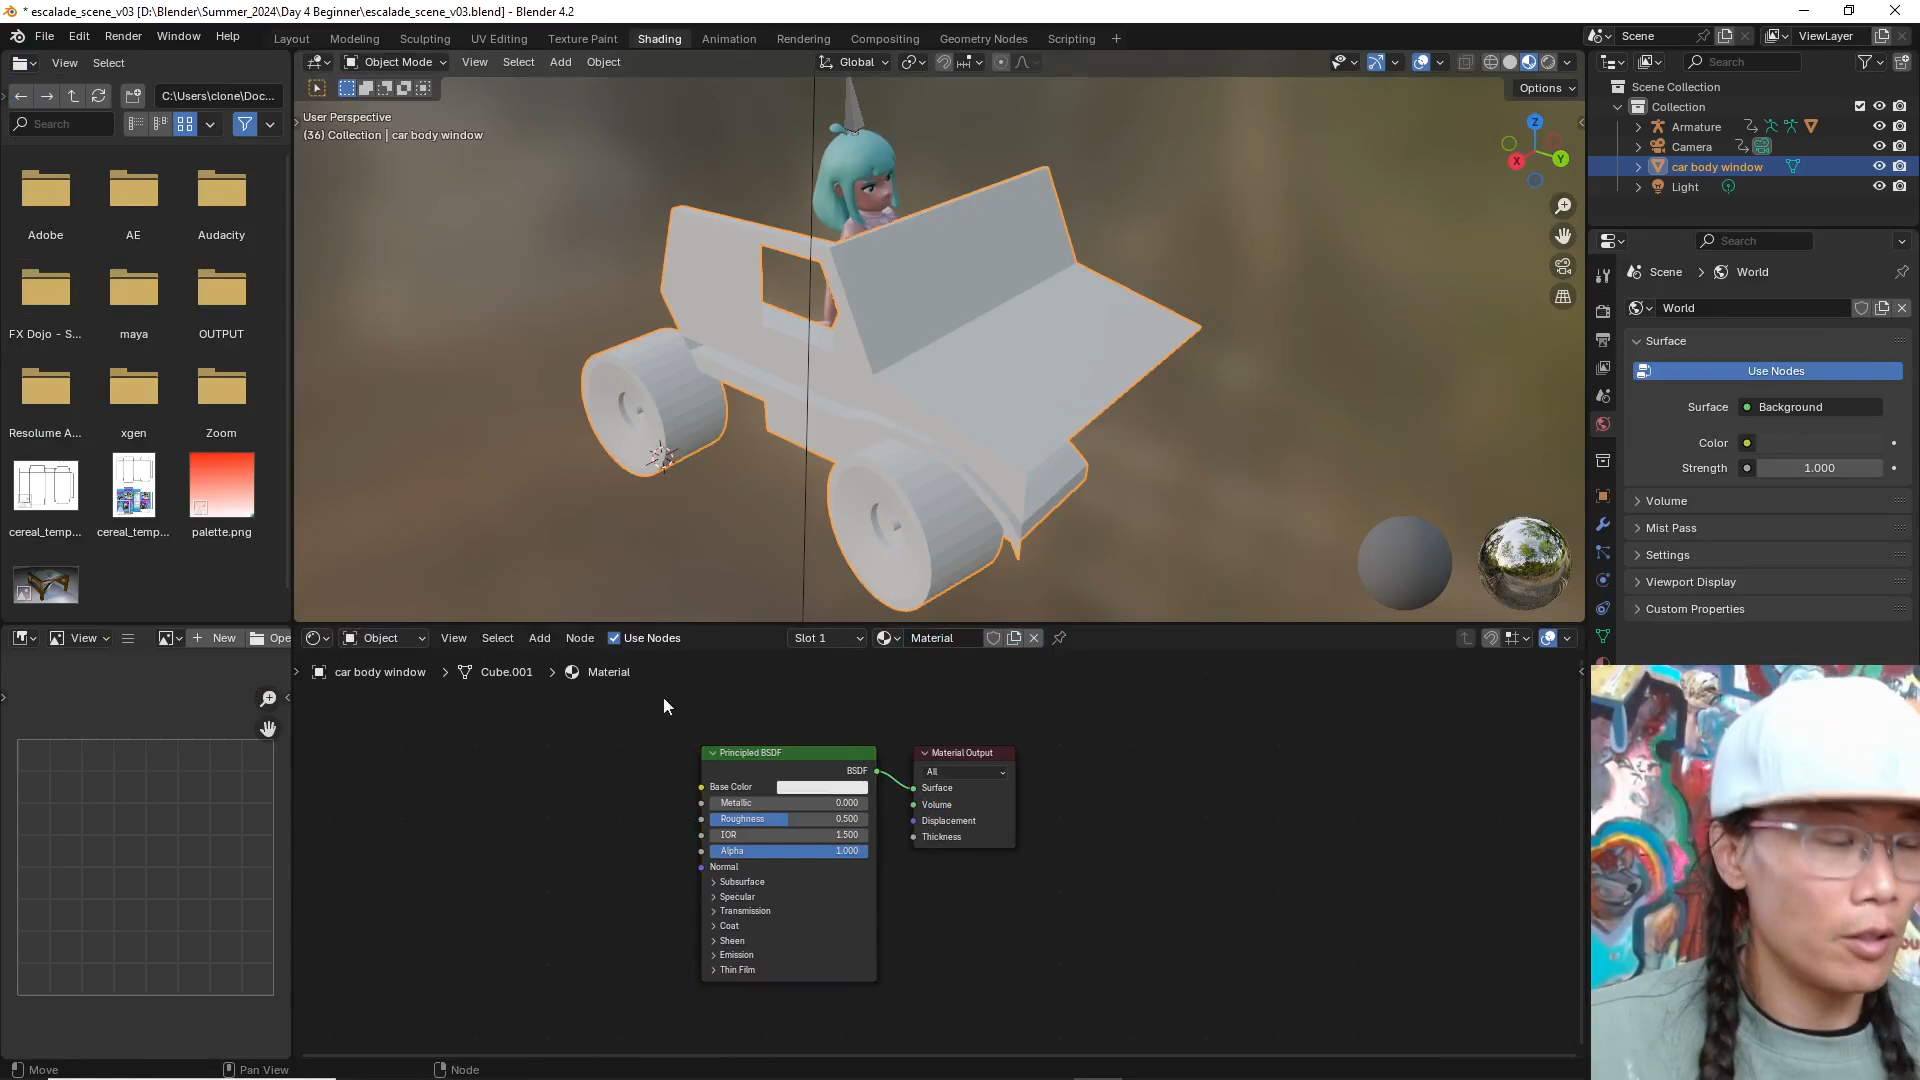 * escalade_scene_v03 [D:\Blender\Summer_2024\Day 4 Beginner\escalade_scene_v03.blend] - Blender 4.2
File Edit Render Window Help
Layout Modeling Sculpting UV Editing Texture Paint Shading Animation Rendering Compositing Geometry Nodes Scripting +
Scene
ViewLayer
View Select
Object Mode View Select Add Object
Global
Search
C:\Users\clone\Doc...
Options
Search
User Perspective
(36) Collection | car body window
Z
X
Y
Scene Collection
Collection
Armature
Camera
car body window
Light
Search
Scene > World
World
Surface
Use Nodes
Surface Background
Color
Strength 1.000
Volume
Mist Pass
Settings
Viewport Display
Custom Properties
Adobe AE Audacity
FX Dojo - S... maya OUTPUT
Resolume A... xgen Zoom
cereal_temp... cereal_temp... palette.png
View
New
Ope
Object View Select Add Node Use Nodes
Slot 1
Material
car body window > Cube.001 > Material
Principled BSDF
BSDF
Base Color
Metallic 0.000
Roughness 0.500
IOR 1.500
Alpha 1.000
Normal
Subsurface
Specular
Transmission
Coat
Sheen
Emission
Thin Film
Material Output
All
Surface
Volume
Displacement
Thickness
Move Pan View Node